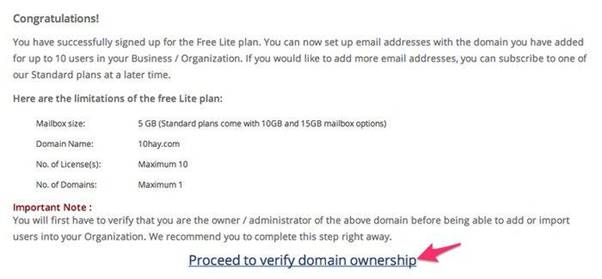 Congratulations!
You have successfully signed up for the Free Lite plan. You can now set up email addresses with the domain you have added
for up to 10 users in your Business / Organization. If you would like to add more email addresses, you can subscribe to one of
our Standard plans at a later time.
Here are the limitations of the free Lite plan:
Mailbox size: 5 GB (Standard plans come with 10GB and 15GB mailbox options)
Domain Name: 10hay.com
No. of License(s): Maximum 10
No. of Domains: Maximum 1
Important Note :
You will first have to verify that you are the owner / administrator of the above domain before being able to add or import
users into your Organization. We recommend you to complete this step right away.
Proceed to verify domain ownership